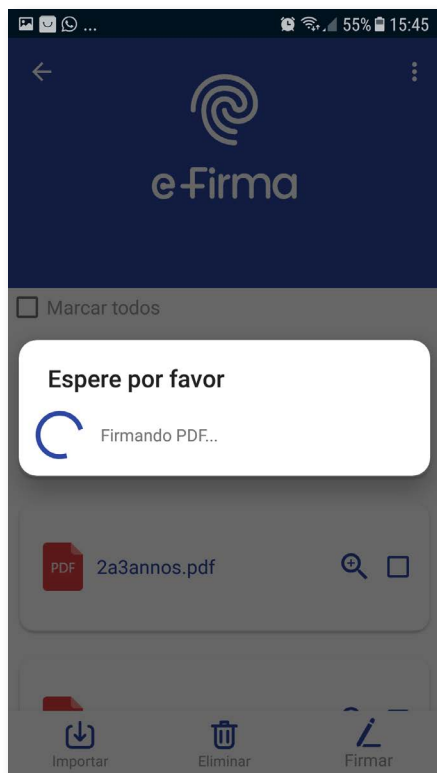 ... 55% 15:45
e-Firma
Marcar todos
Espere por favor
Firmando PDF...
PDF 2a3annos.pdf
Importar Eliminar Firmar